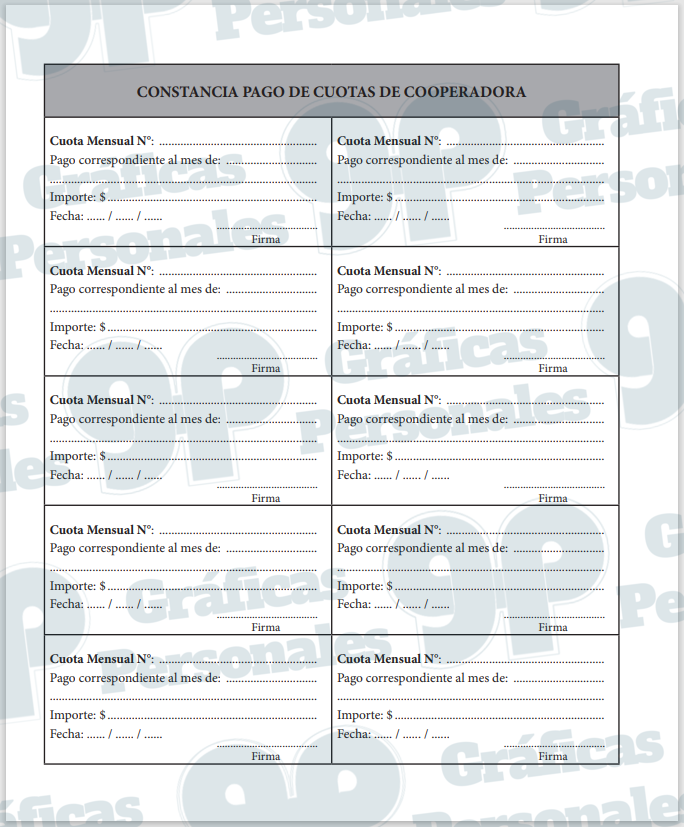 CONSTANCIA PAGO DE CUOTAS DE COOPERADORA
Cuota Mensual N°: ....................
Pago correspondiente al mes de: ....................
....................
Importe: $ ....................
Fecha: ...... / ...... / ......
....................
Firma
Cuota Mensual N°: ....................
Pago correspondiente al mes de: ....................
....................
Importe: $ ....................
Fecha: ...... / ...... / ......
....................
Firma
Cuota Mensual N°: ....................
Pago correspondiente al mes de: ....................
....................
Importe: $ ....................
Fecha: ...... / ...... / ......
....................
Firma
Cuota Mensual N°: ....................
Pago correspondiente al mes de: ....................
....................
Importe: $ ....................
Fecha: ...... / ...... / ......
....................
Firma
Cuota Mensual N°: ....................
Pago correspondiente al mes de: ....................
....................
Importe: $ ....................
Fecha: ...... / ...... / ......
....................
Firma
Cuota Mensual N°: ....................
Pago correspondiente al mes de: ....................
....................
Importe: $ ....................
Fecha: ...... / ...... / ......
....................
Firma
Cuota Mensual N°: ....................
Pago correspondiente al mes de: ....................
....................
Importe: $ ....................
Fecha: ...... / ...... / ......
....................
Firma
Cuota Mensual N°: ....................
Pago correspondiente al mes de: ....................
....................
Importe: $ ....................
Fecha: ...... / ...... / ......
....................
Firma
Cuota Mensual N°: ....................
Pago correspondiente al mes de: ....................
....................
Importe: $ ....................
Fecha: ...... / ...... / ......
....................
Firma
Cuota Mensual N°: ....................
Pago correspondiente al mes de: ....................
....................
Importe: $ ....................
Fecha: ...... / ...... / ......
....................
Firma
gp
Gráficas
Personales